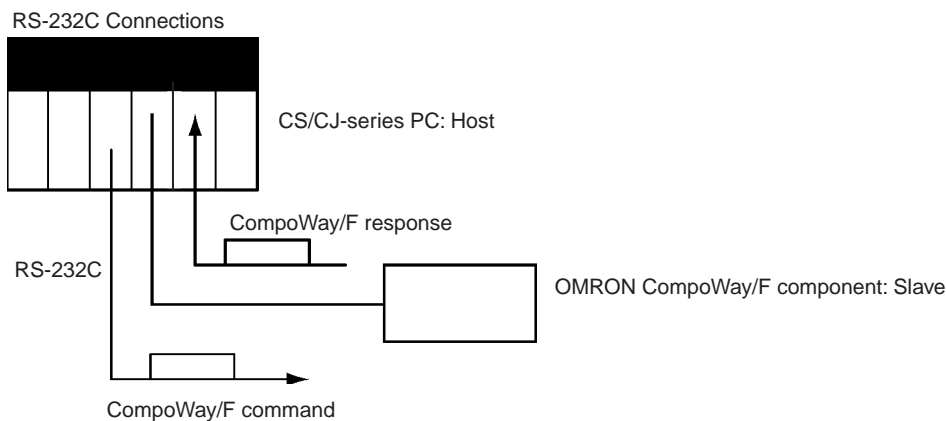 RS-232C Connections
CS/CJ-series PC: Host
CompoWay/F response
RS-232C
OMRON CompoWay/F component: Slave
CompoWay/F command